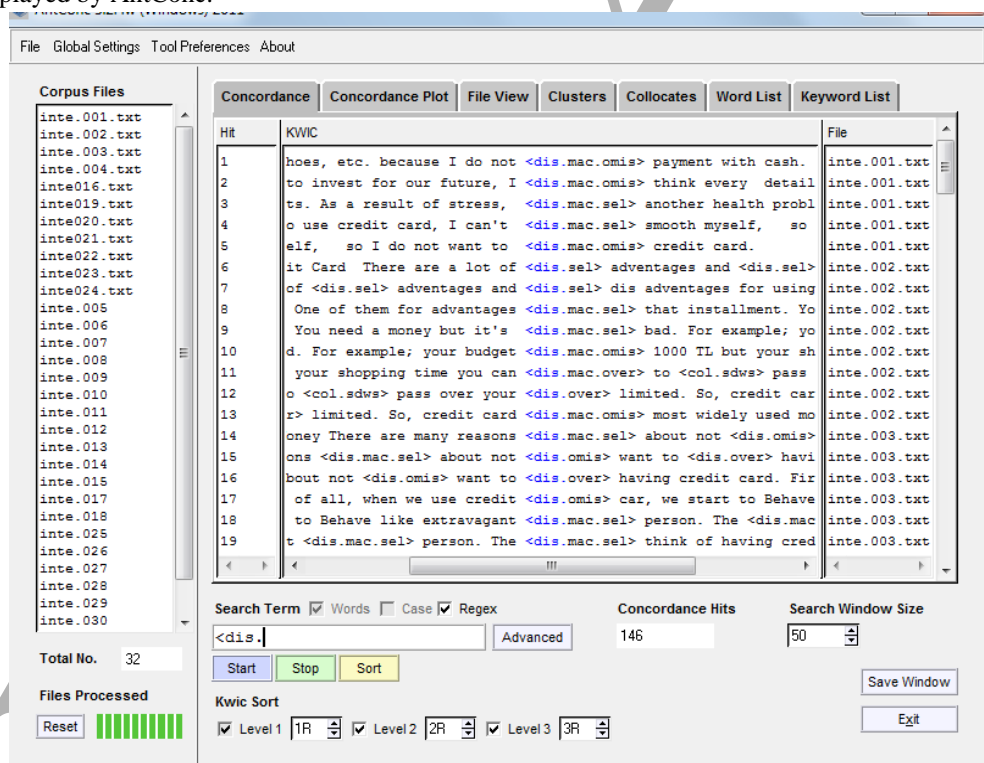 played by AntConc.
AntConc 3.2.4w (Windows) 2011
File Global Settings Tool Preferences About
Corpus Files
inte.001.txt
inte.002.txt
inte.003.txt
inte.004.txt
inte016.txt
inte019.txt
inte020.txt
inte021.txt
inte022.txt
inte023.txt
inte024.txt
inte.005
inte.006
inte.007
inte.008
inte.009
inte.010
inte.011
inte.012
inte.013
inte.014
inte.015
inte.017
inte.018
inte.025
inte.026
inte.027
inte.028
inte.029
inte.030
Total No. 32
Files Processed
Reset
Concordance Concordance Plot File View Clusters Collocates Word List Keyword List
Hit KWIC File
1 hoes, etc. because I do not <dis.mac.omis> payment with cash. inte.001.txt
2 to invest for our future, I <dis.mac.omis> think every detail inte.001.txt
3 ts. As a result of stress, <dis.mac.sel> another health probl inte.001.txt
4 o use credit card, I can't <dis.mac.sel> smooth myself, so inte.001.txt
5 elf, so I do not want to <dis.mac.omis> credit card. inte.001.txt
6 it Card There are a lot of <dis.sel> adventages and <dis.sel> inte.002.txt
7 of <dis.sel> adventages and <dis.sel> dis adventages for using inte.002.txt
8 One of them for advantages <dis.mac.sel> that installment. Yo inte.002.txt
9 You need a money but it's <dis.mac.sel> bad. For example; yo inte.002.txt
10 d. For example; your budget <dis.mac.omis> 1000 TL but your sh inte.002.txt
11 your shopping time you can <dis.mac.over> to <col.sdws> pass inte.002.txt
12 o <col.sdws> pass over your <dis.over> limited. So, credit car inte.002.txt
13 r> limited. So, credit card <dis.mac.omis> most widely used mo inte.002.txt
14 oney There are many reasons <dis.mac.sel> about not <dis.omis> inte.003.txt
15 ons <dis.mac.sel> about not <dis.omis> want to <dis.over> havi inte.003.txt
16 bout not <dis.omis> want to <dis.over> having credit card. Fir inte.003.txt
17 of all, when we use credit <dis.omis> car, we start to Behave inte.003.txt
18 to Behave like extravagant <dis.mac.sel> person. The <dis.mac inte.003.txt
19 t <dis.mac.sel> person. The <dis.mac.sel> think of having cred inte.003.txt
Search Term Words Case Regex Concordance Hits Search Window Size
<dis. Advanced 146 50
Start Stop Sort
Save Window
Kwic Sort
Level 1 1R Level 2 2R Level 3 3R
Exit